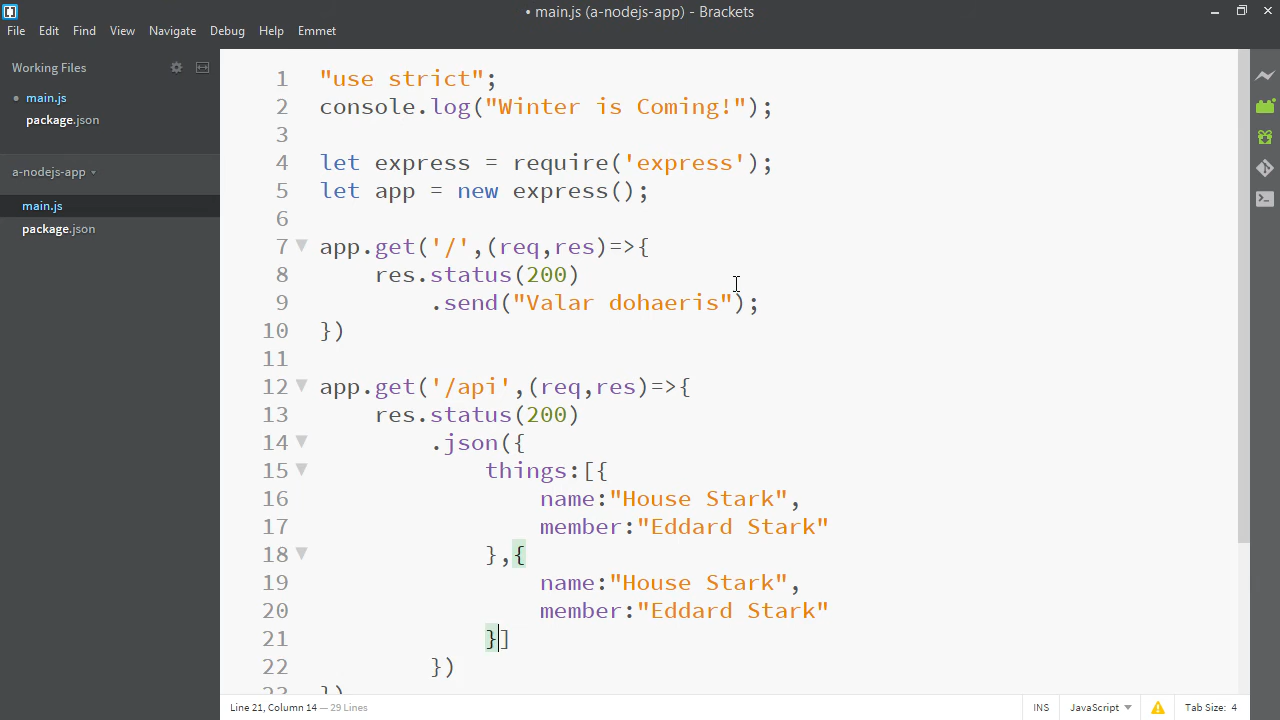 • main.js (a-nodejs-app) - Brackets
File Edit Find View Navigate Debug Help Emmet
Working Files
• main.js
package.json
a-nodejs-app
main.js
package.json
1 "use strict";
2 console.log("Winter is Coming!");
3
4 let express = require('express');
5 let app = new express();
6
7 app.get('/',(req,res)=>{
8 res.status(200)
9 .send("Valar dohaeris");
10 })
11
12 app.get('/api',(req,res)=>{
13 res.status(200)
14 .json({
15 things:[{
16 name:"House Stark",
17 member:"Eddard Stark"
18 },{
19 name:"House Stark",
20 member:"Eddard Stark"
21 }]
22 })
23 })
Line 21, Column 14 — 29 Lines
INS JavaScript Tab Size: 4